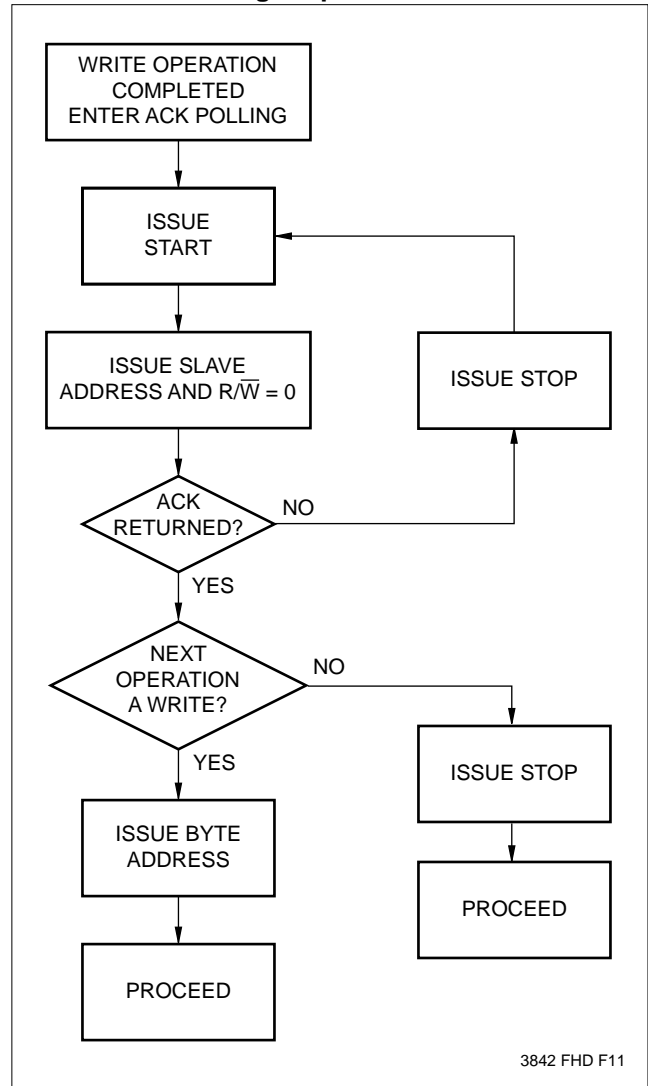 WRITE OPERATION
COMPLETED
ENTER ACK POLLING
ISSUE
START
ISSUE SLAVE
ADDRESS AND R/W̅ = 0
ISSUE STOP
ACK
RETURNED?
NO
YES
NEXT
OPERATION
A WRITE?
NO
YES
ISSUE STOP
ISSUE BYTE
ADDRESS
PROCEED
PROCEED
3842 FHD F11